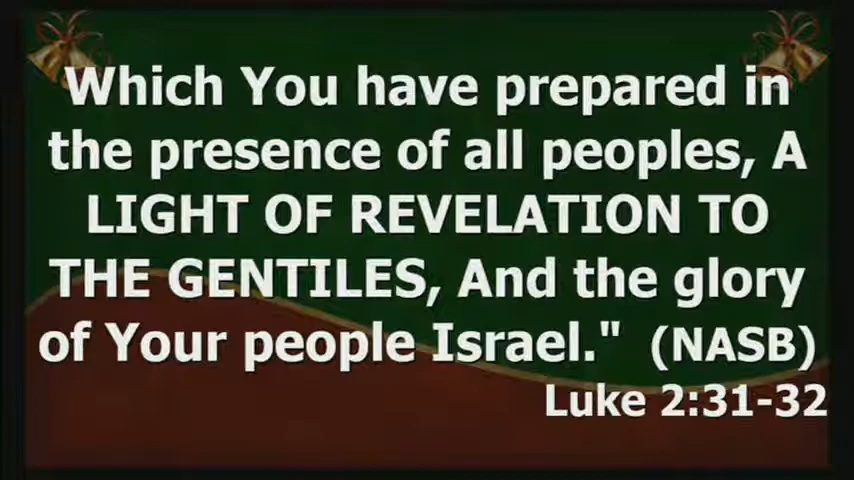 Which You have prepared in
the presence of all peoples, A
LIGHT OF REVELATION TO
THE GENTILES, And the glory
of Your people Israel." (NASB)
Luke 2:31-32